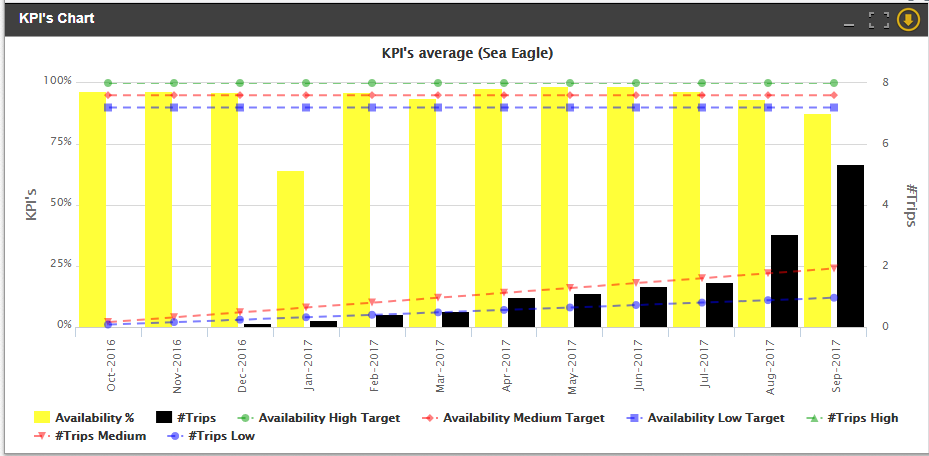 KPI's Chart
KPI's average (Sea Eagle)
100%
75%
50%
25%
0%
KPI's
8
6
4
2
0
#Trips
Oct-2016
Nov-2016
Dec-2016
Jan-2017
Feb-2017
Mar-2017
Apr-2017
May-2017
Jun-2017
Jul-2017
Aug-2017
Sep-2017
Availability % #Trips Availability High Target Availability Medium Target Availability Low Target #Trips High
#Trips Medium #Trips Low